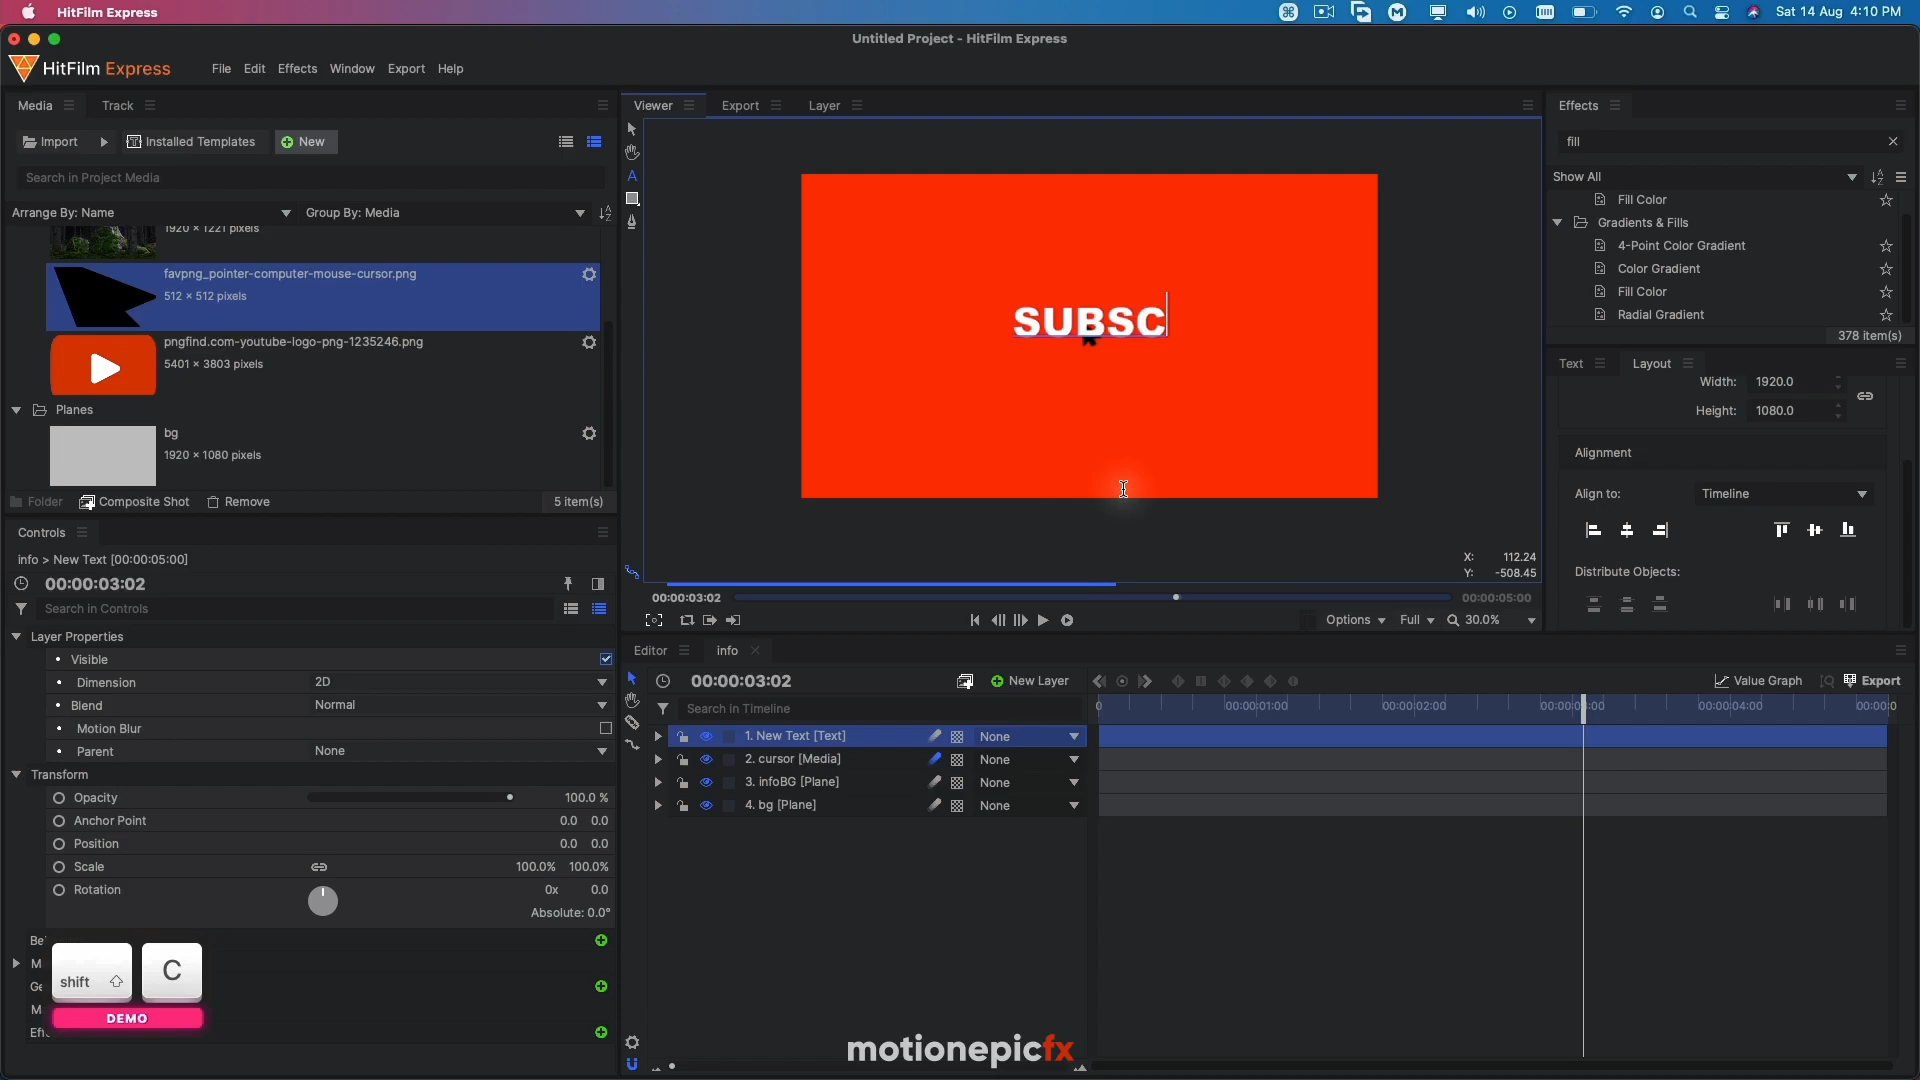 HitFilm Express
Sat 14 Aug 4:10 PM
Untitled Project - HitFilm Express
HitFilm Express
File Edit Effects Window Export Help
Media
Track
Import
Installed Templates
New
Search in Project Media
Arrange By: Name
Group By: Media
1920 × 1221 pixels
favpng_pointer-computer-mouse-cursor.png
512 × 512 pixels
pngfind.com-youtube-logo-png-1235246.png
5401 × 3803 pixels
Planes
bg
1920 × 1080 pixels
Folder
Composite Shot
Remove
5 item(s)
Controls
info > New Text [00:00:05:00]
00:00:03:02
Search in Controls
Layer Properties
Visible
Dimension 2D
Blend Normal
Motion Blur
Parent None
Transform
Opacity 100.0 %
Anchor Point 0.0 0.0
Position 0.0 0.0
Scale 100.0% 100.0%
Rotation 0x 0.0
Absolute: 0.0°
Be
M
Ge
M
Eff
shift
C
DEMO
Viewer
Export
Layer
A
SUBSC
X: 112.24
Y: -508.45
00:00:03:02
00:00:05:00
Options
Full
30.0%
Effects
fill
Show All
Fill Color
Gradients & Fills
4-Point Color Gradient
Color Gradient
Fill Color
Radial Gradient
378 item(s)
Text
Layout
Width: 1920.0
Height: 1080.0
Alignment
Align to: Timeline
Distribute Objects:
Editor
info
00:00:03:02
New Layer
Value Graph
Export
Search in Timeline
0
00:00:01:00
00:00:02:00
00:00:04:00
1. New Text [Text] None
2. cursor [Media] None
3. infoBG [Plane] None
4. bg [Plane] None
motionepicfx